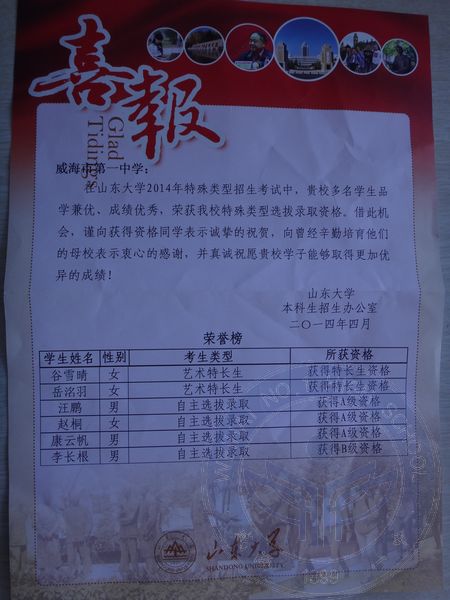 喜報
Glad
Tidings
威海市第一中学：
在山东大学2014年特殊类型招生考试中，贵校多名学生品
学兼优、成绩优秀，荣获我校特殊类型选拔录取资格。借此机
会，谨向获得资格同学表示诚挚的祝贺，向曾经辛勤培育他们
的母校表示衷心的感谢，并真诚祝愿贵校学子能够取得更加优
异的成绩！
山东大学
本科生招生办公室
二〇一四年四月
荣誉榜
学生姓名 性别 考生类型 所获资格
谷雪晴 女 艺术特长生 获得特长生资格
岳洺羽 女 艺术特长生 获得特长生资格
汪鹏 男 自主选拔录取 获得A级资格
赵桐 女 自主选拔录取 获得A级资格
康云帆 男 自主选拔录取 获得A级资格
李长根 男 自主选拔录取 获得B级资格
山东大学
SHANDONG UNIVERSITY